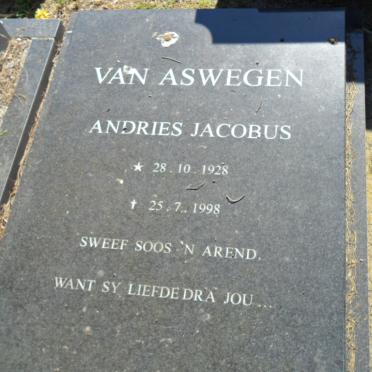 VAN ASWEGEN
ANDRIES JACOBUS
★ 28.10.1928
✝ 25.7.1998
SWEEF SOOS 'N AREND.
WANT SY LIEFDE DRA JOU...